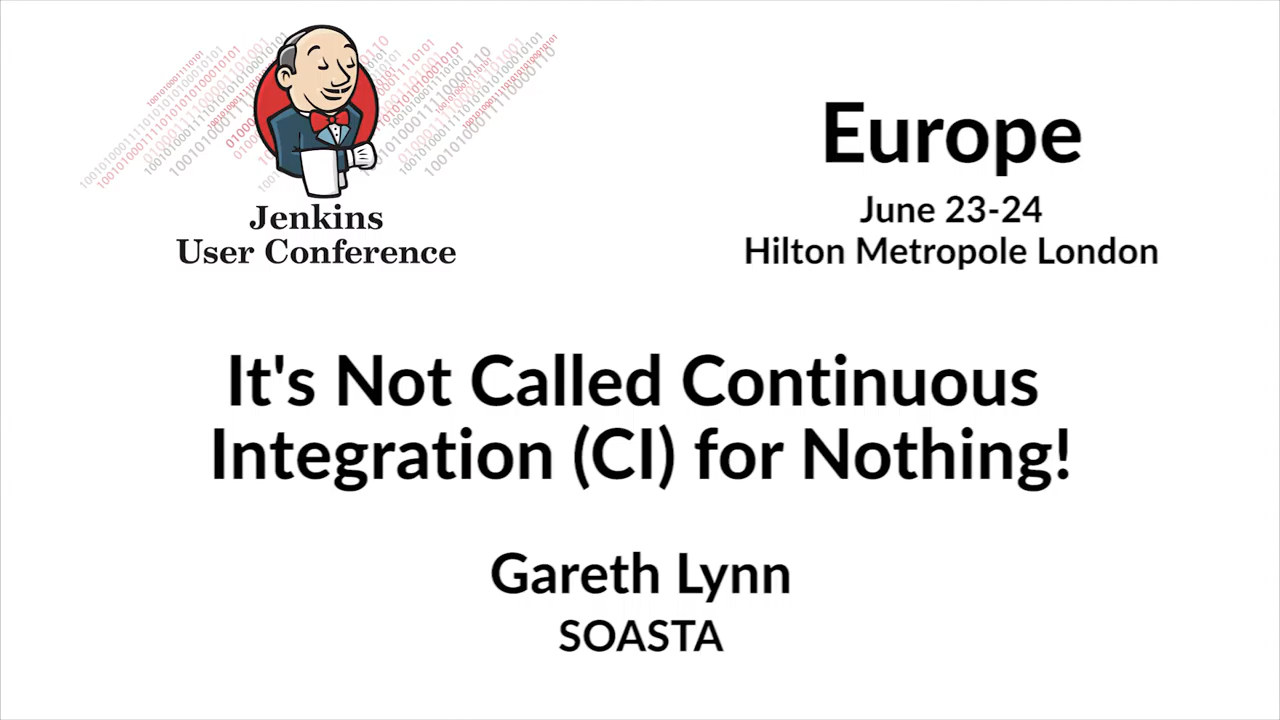 Jenkins
User Conference
Europe
June 23-24
Hilton Metropole London
It's Not Called Continuous
Integration (CI) for Nothing!
Gareth Lynn
SOASTA